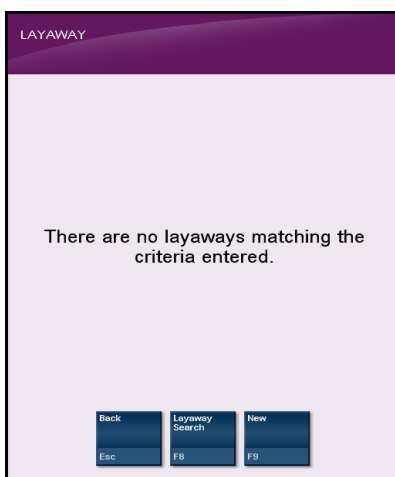 LAYAWAY
There are no layaways matching the
criteria entered.
Back
Esc
Layaway
Search
F8
New
F9